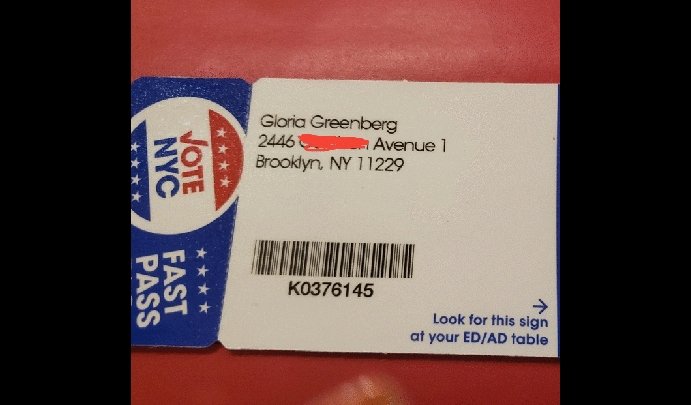 VOTE
NYC
FAST
PASS
Gloria Greenberg
2446 Avenue 1
Brooklyn, NY 11229
K0376145
Look for this sign
at your ED/AD table